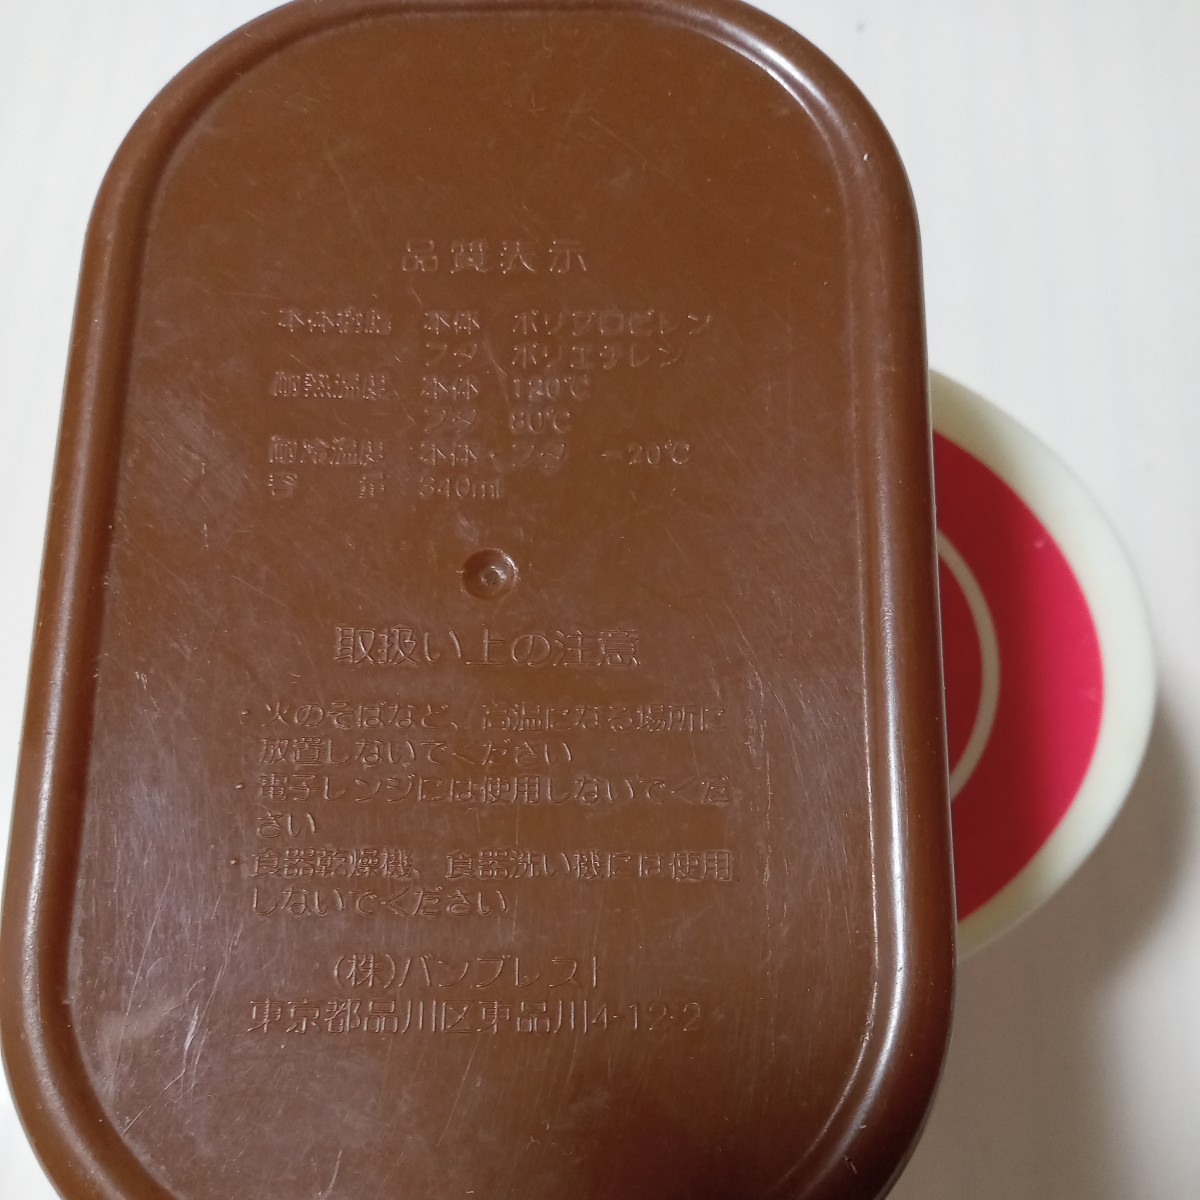 品質表示
本体樹脂 本体 ポリプロピレン
フタ ポリエチレン
耐熱温度 本体 120℃
フタ 80℃
耐冷温度 本体・フタ －20℃
容 量 340ml
取扱い上の注意
・火のそばなど、高温になる場所に
放置しないでください
・電子レンジには使用しないでくだ
さい
・食器乾燥機、食器洗い機には使用
しないでください
(株)バンプレスト
東京都品川区東品川4-12-2